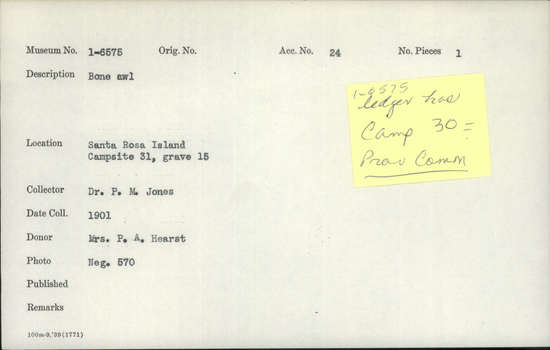 Museum No. 1-6575 Orig. No. Acc. No. 24 No. Pieces 1
Description Bone awl
1-6575
ledger has
Camp 30 =
Prov Comm
Location Santa Rosa Island
Campsite 31, grave 15
Collector Dr. P. M. Jones
Date Coll. 1901
Donor Mrs. P. A. Hearst
Photo Neg. 570
Published
Remarks
100m-9,'39(1771)